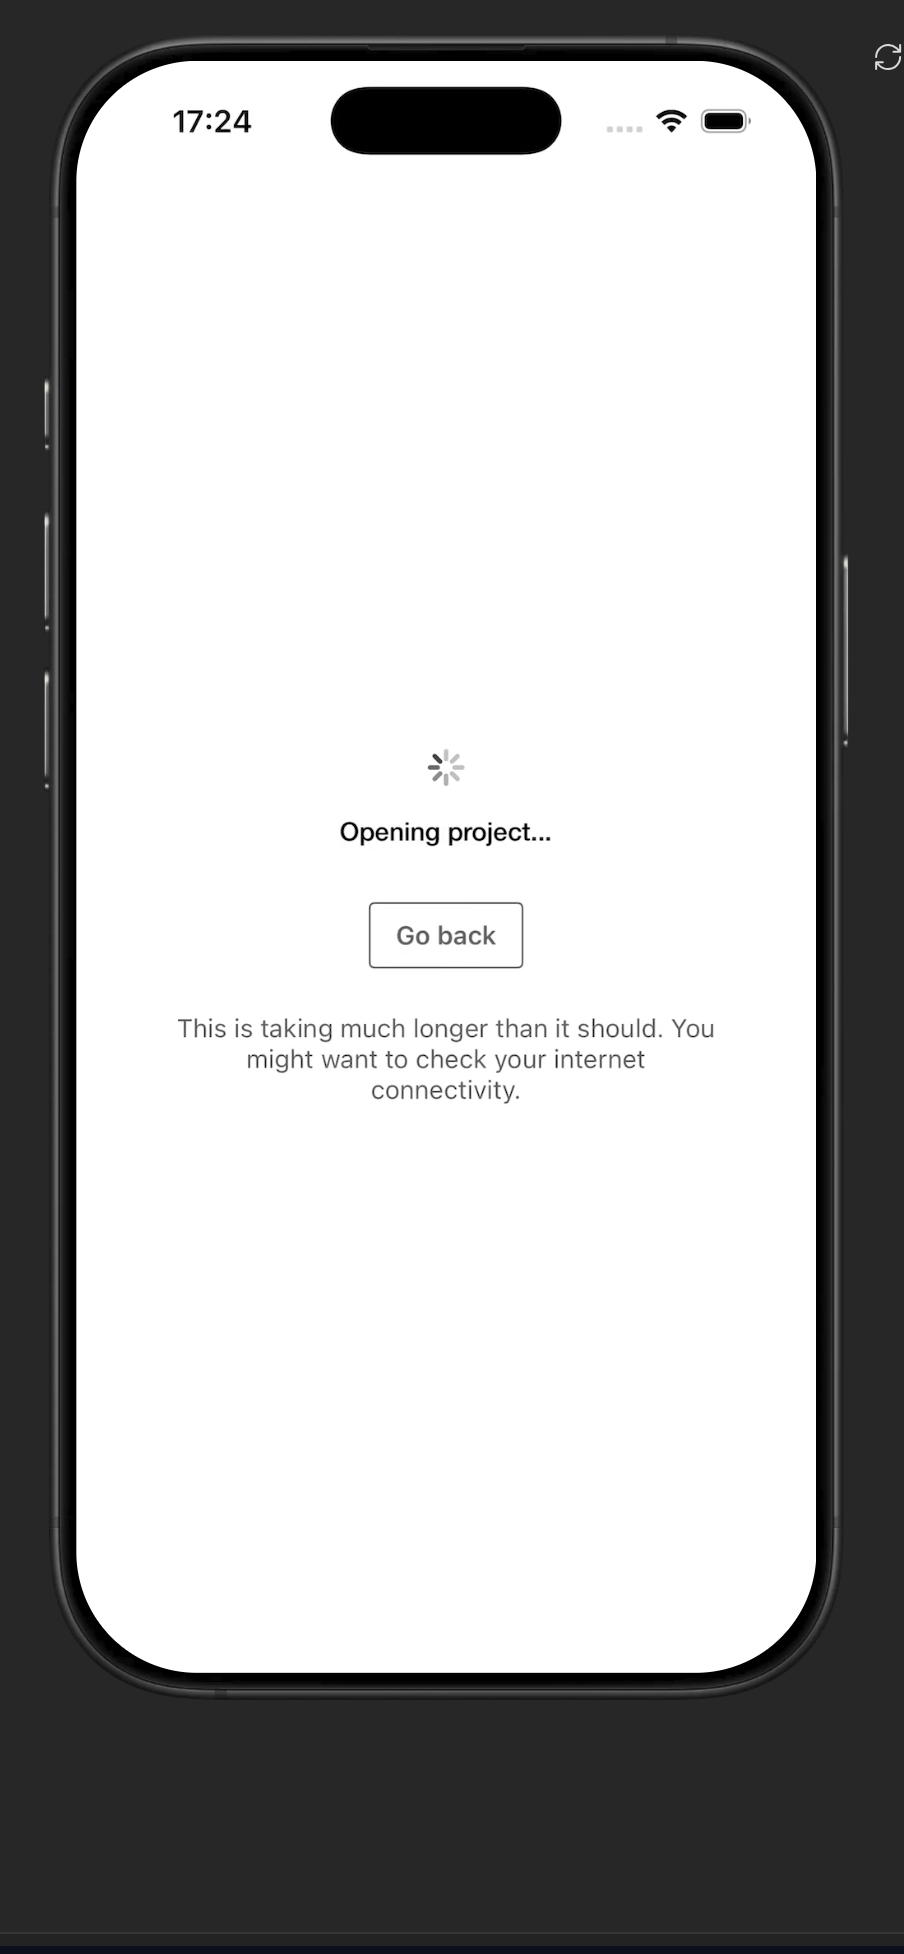 17:24
Opening project...
Go back
This is taking much longer than it should. You
might want to check your internet
connectivity.